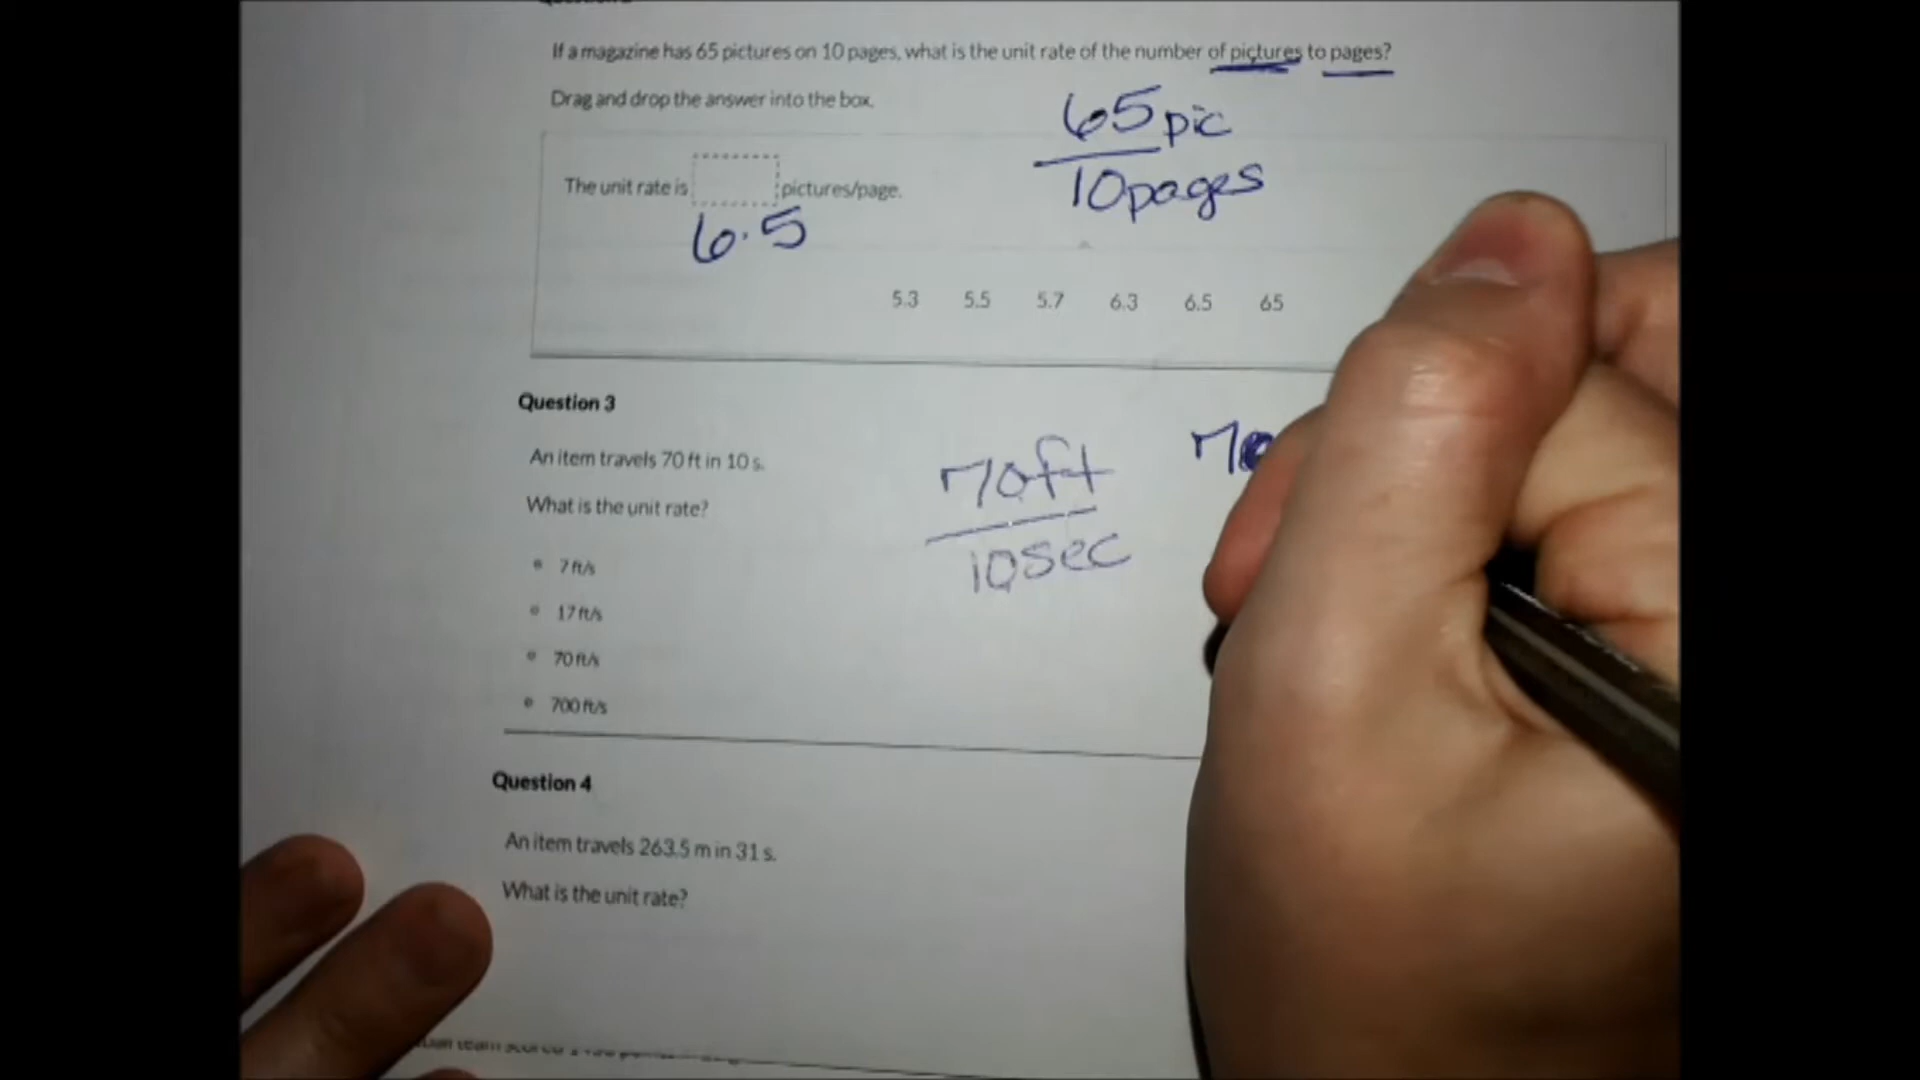 If a magazine has 65 pictures on 10 pages, what is the unit rate of the number of pictures to pages?
Drag and drop the answer into the box.
65 pic
10 pages
The unit rate is pictures/page.
6.5
5.3 5.5 5.7 6.3 6.5 65
Question 3
An item travels 70 ft in 10 s.
What is the unit rate?
70ft
10sec
70
7 ft/s
17 ft/s
70 ft/s
700 ft/s
Question 4
An item travels 263.5 m in 31 s.
What is the unit rate?
team scored